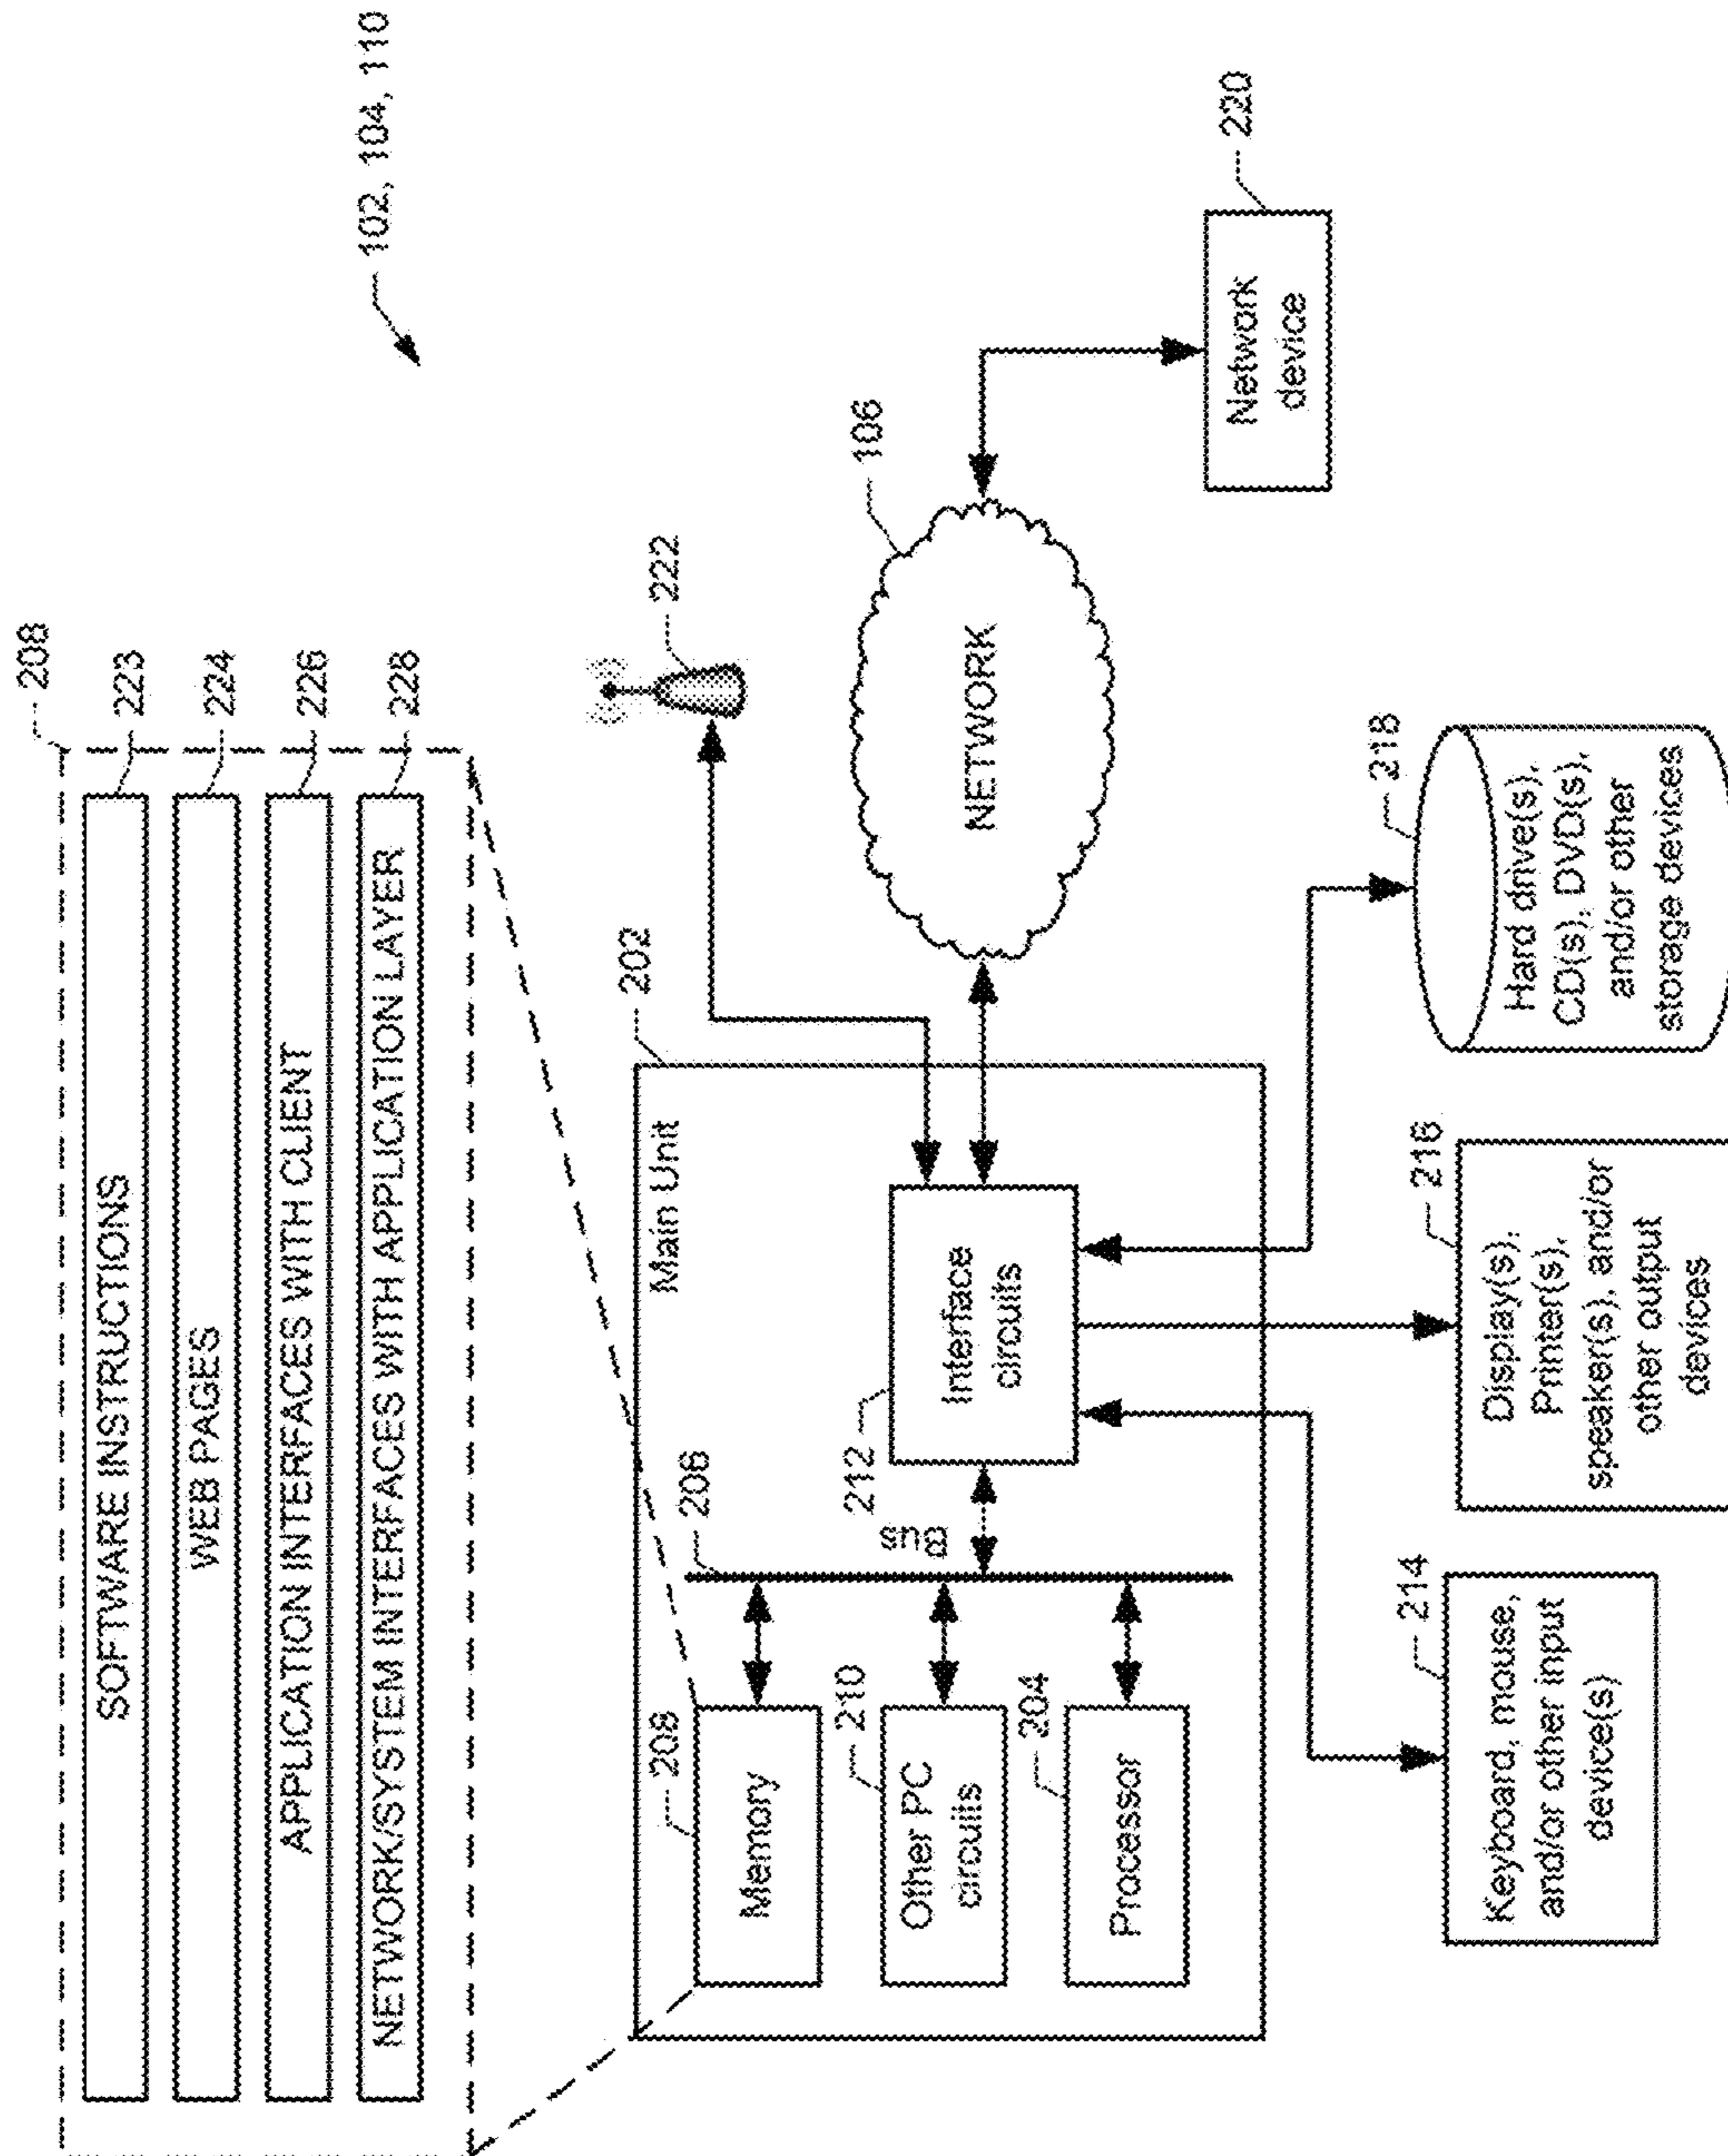 208
SOFTWARE INSTRUCTIONS
223
WEB PAGES
224
APPLICATION INTERFACES WITH CLIENT
226
NETWORK/SYSTEM INTERFACES WITH APPLICATION LAYER
228
102, 104, 110
202
Main Unit
222
208
Memory
206
Bus
210
Other PC
circuits
204
Processor
212
Interface
circuits
106
NETWORK
220
Network
device
214
Keyboard, mouse,
and/or other input
device(s)
216
Display(s),
Printer(s),
speaker(s), and/or
other output
devices
218
Hard drive(s),
CD(s), DVD(s),
and/or other
storage devices